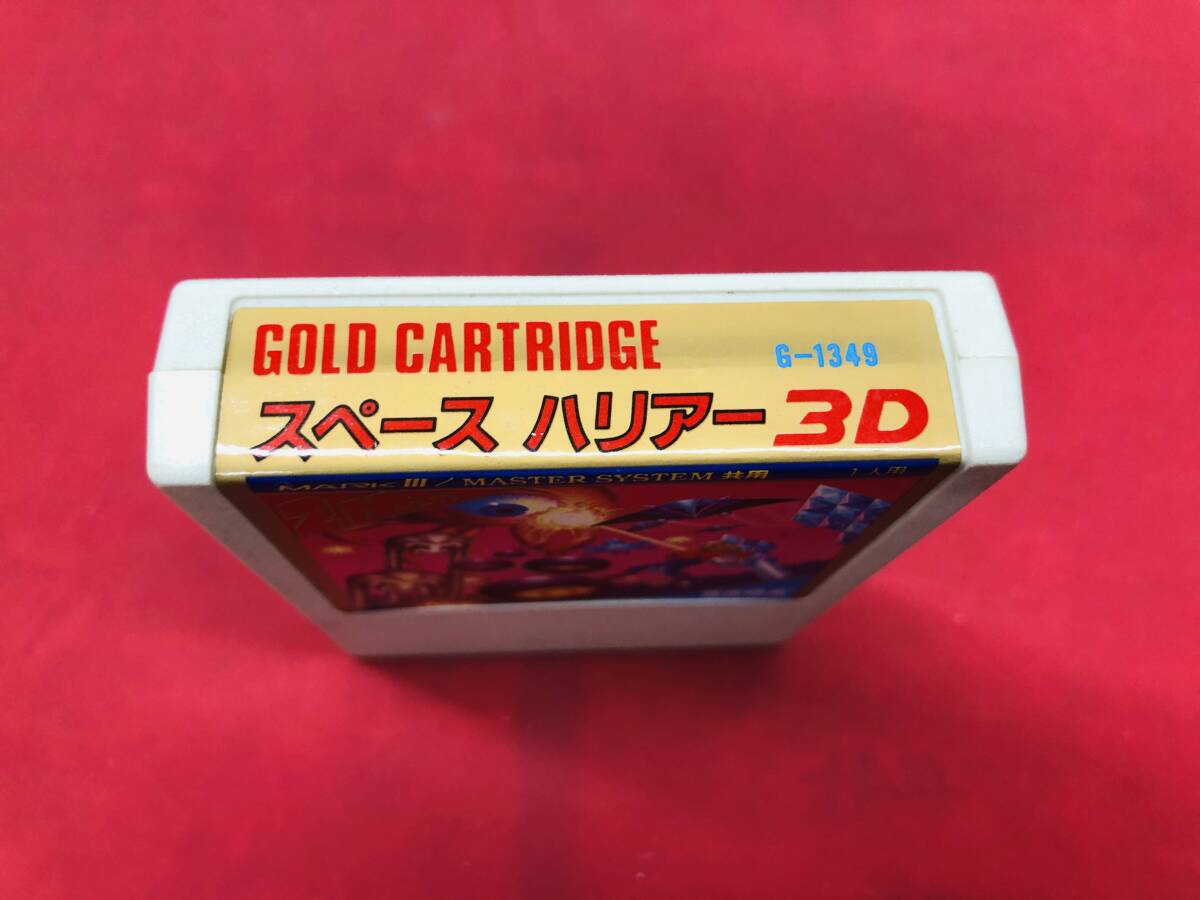 GOLD CARTRIDGE G-1349
スペース ハリアー 3D
MARK III / MASTER SYSTEM 共用 1人用
SEGA